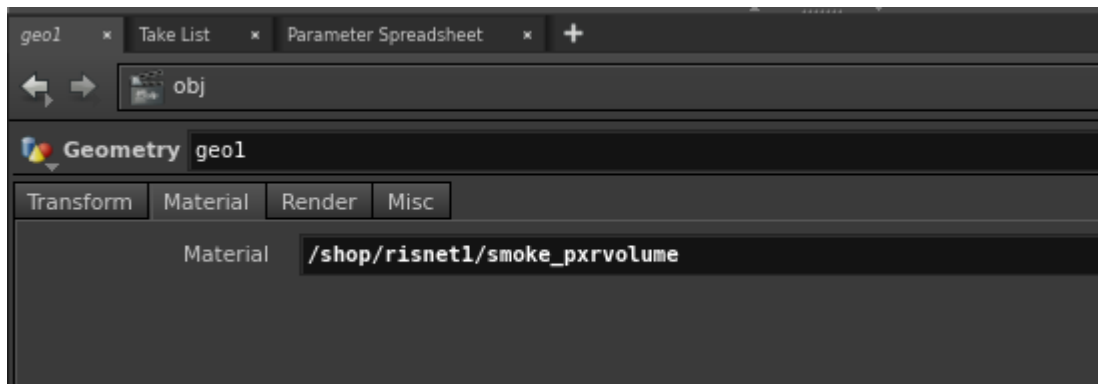 geo1 × Take List × Parameter Spreadsheet × +
obj
Geometry geo1
Transform Material Render Misc
Material /shop/risnet1/smoke_pxrvolume